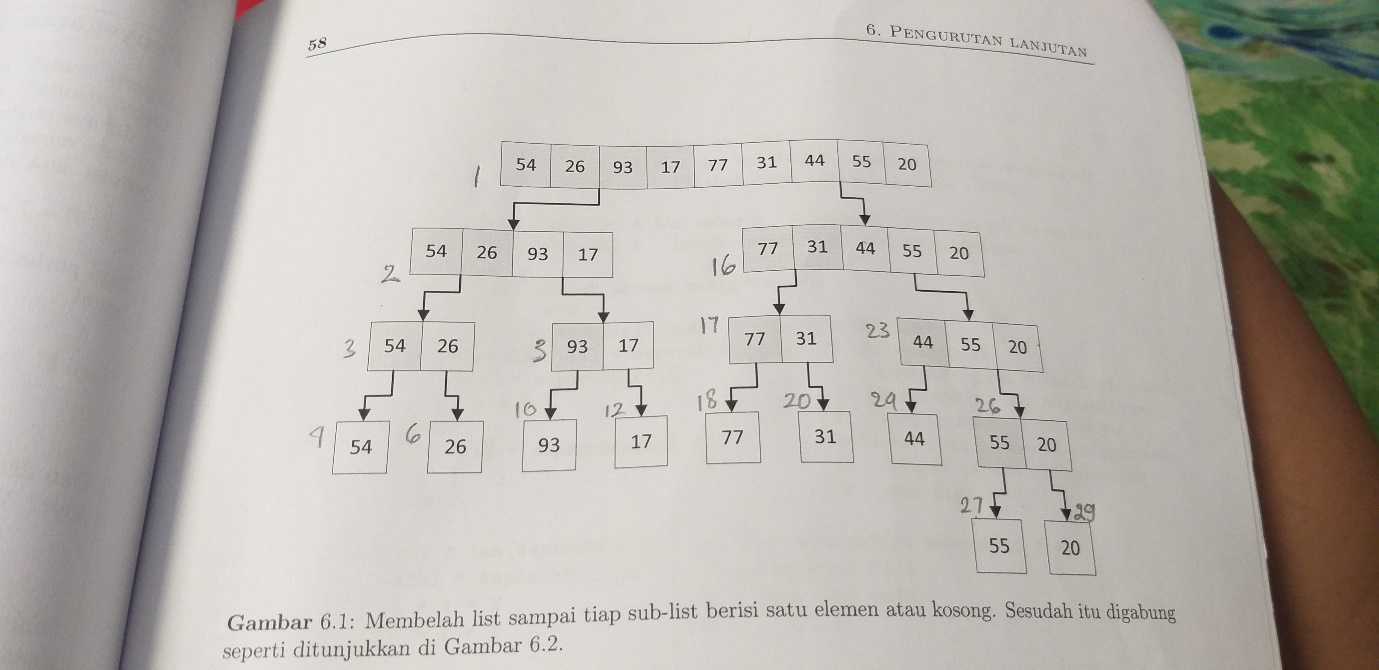 58
6. PENGURUTAN LANJUTAN
1 54 26 93 17 77 31 44 55 20
2 54 26 93 17
16 77 31 44 55 20
3 54 26
93 17
17 77 31
23 44 55 20
54
6 26
10 93
12 17
18 77
20 31
44
26 55 20
27 55
29 20
Gambar 6.1: Membelah list sampai tiap sub-list berisi satu elemen atau kosong. Sesudah itu digabung
seperti ditunjukkan di Gambar 6.2.